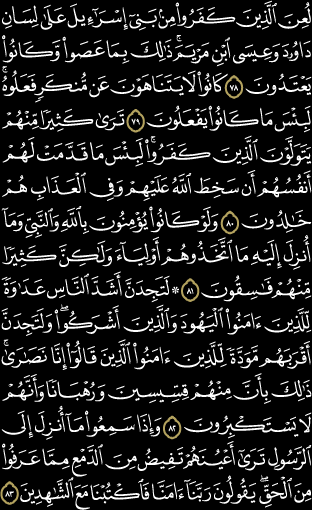 لُعِنَ ٱلَّذِينَ كَفَرُوا۟ مِنۢ بَنِىٓ إِسْرَٰٓءِيلَ عَلَىٰ لِسَانِ
دَاوُۥدَ وَعِيسَى ٱبْنِ مَرْيَمَ ۚ ذَٰلِكَ بِمَا عَصَوا۟ وَّكَانُوا۟
يَعْتَدُونَ ٧٨ كَانُوا۟ لَا يَتَنَاهَوْنَ عَن مُّنكَرٍ فَعَلُوهُ ۚ
لَبِئْسَ مَا كَانُوا۟ يَفْعَلُونَ ٧٩ تَرَىٰ كَثِيرًا مِّنْهُمْ
يَتَوَلَّوْنَ ٱلَّذِينَ كَفَرُوا۟ ۚ لَبِئْسَ مَا قَدَّمَتْ لَهُمْ
أَنفُسُهُمْ أَن سَخِطَ ٱللَّهُ عَلَيْهِمْ وَفِى ٱلْعَذَابِ هُمْ
خَٰلِدُونَ ٨٠ وَلَوْ كَانُوا۟ يُؤْمِنُونَ بِٱللَّهِ وَٱلنَّبِىِّ وَمَآ
أُنزِلَ إِلَيْهِ مَا ٱتَّخَذُوهُمْ أَوْلِيَآءَ وَلَٰكِنَّ كَثِيرًا
مِّنْهُمْ فَٰسِقُونَ ٨١ ۞ لَتَجِدَنَّ أَشَدَّ ٱلنَّاسِ عَدَٰوَةً
لِّلَّذِينَ ءَامَنُوا۟ ٱلْيَهُودَ وَٱلَّذِينَ أَشْرَكُوا۟ ۖ وَلَتَجِدَنَّ
أَقْرَبَهُم مَّوَدَّةً لِّلَّذِينَ ءَامَنُوا۟ ٱلَّذِينَ قَالُوٓا۟ إِنَّا نَصَٰرَىٰ ۚ
ذَٰلِكَ بِأَنَّ مِنْهُمْ قِسِّيسِينَ وَرُهْبَانًا وَأَنَّهُمْ
لَا يَسْتَكْبِرُونَ ٨٢ وَإِذَا سَمِعُوا۟ مَآ أُنزِلَ إِلَى
ٱلرَّسُولِ تَرَىٰٓ أَعْيُنَهُمْ تَفِيضُ مِنَ ٱلدَّمْعِ مِمَّا عَرَفُوا۟
مِنَ ٱلْحَقِّ ۖ يَقُولُونَ رَبَّنَآ ءَامَنَّا فَٱكْتُبْنَا مَعَ ٱلشَّٰهِدِينَ ٨٣